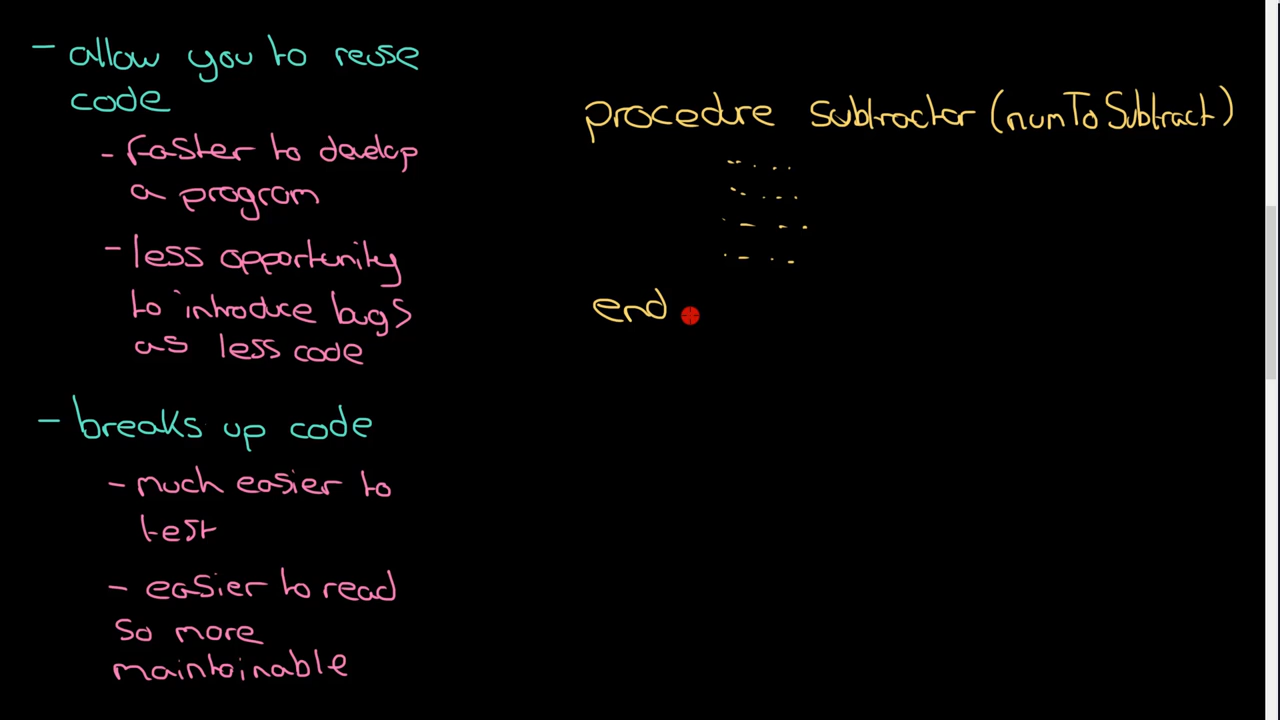 - allow you to reuse
code
- faster to develop
a program
- less opportunity
to introduce bugs
as less code
- breaks up code
- much easier to
test
- easier to read
so more
maintainable
procedure subtractor (numToSubtract)
end